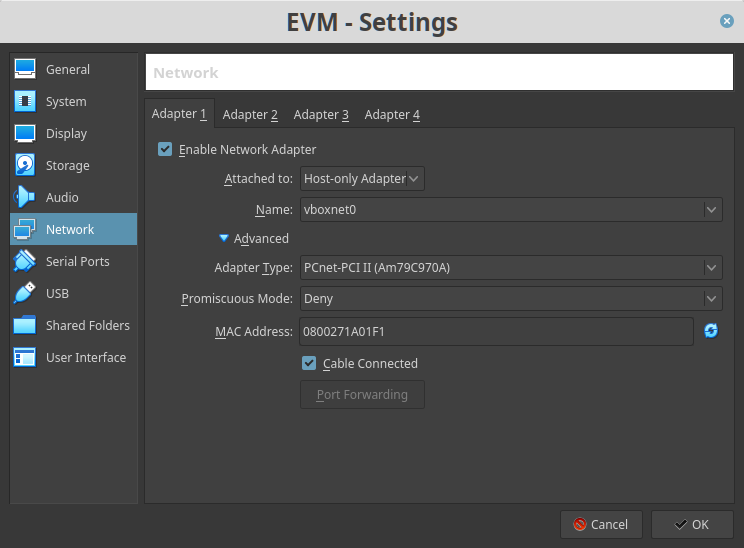 EVM - Settings
General
System
Display
Storage
Audio
Network
Serial Ports
USB
Shared Folders
User Interface
Network
Adapter 1 Adapter 2 Adapter 3 Adapter 4
Enable Network Adapter
Attached to: Host-only Adapter
Name: vboxnet0
Advanced
Adapter Type: PCnet-PCI II (Am79C970A)
Promiscuous Mode: Deny
MAC Address: 0800271A01F1
Cable Connected
Port Forwarding
Cancel OK